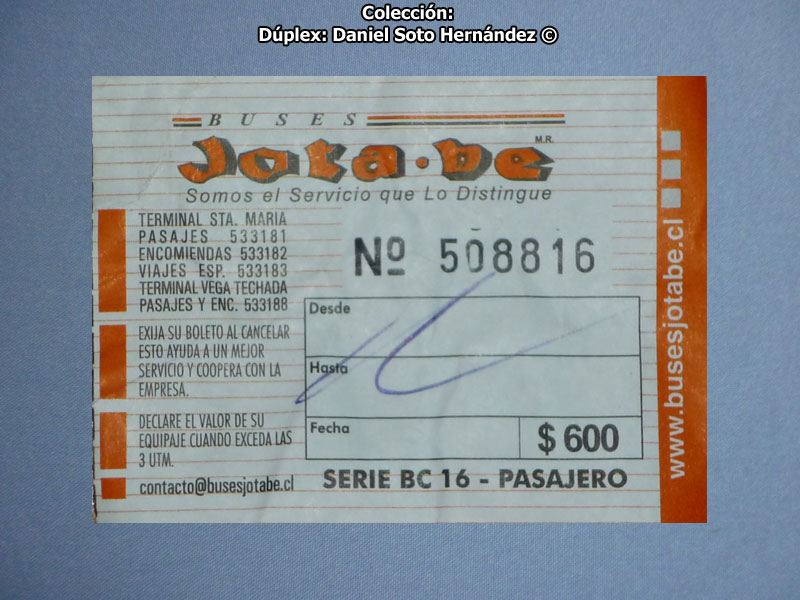 Colección:
Dúplex: Daniel Soto Hernández ©
BUSES
Jota·be M.R.
Somos el Servicio que Lo Distingue
TERMINAL STA. MARIA
PASAJES 533181
ENCOMIENDAS 533182
VIAJES ESP. 533183
TERMINAL VEGA TECHADA
PASAJES Y ENC. 533188
EXIJA SU BOLETO AL CANCELAR
ESTO AYUDA A UN MEJOR
SERVICIO Y COOPERA CON LA
EMPRESA.
DECLARE EL VALOR DE SU
EQUIPAJE CUANDO EXCEDA LAS
3 UTM.
contacto@busesjotabe.cl
Nº 508816
Desde
Hasta
Fecha
$ 600
SERIE BC 16 - PASAJERO
www.busesjotabe.cl